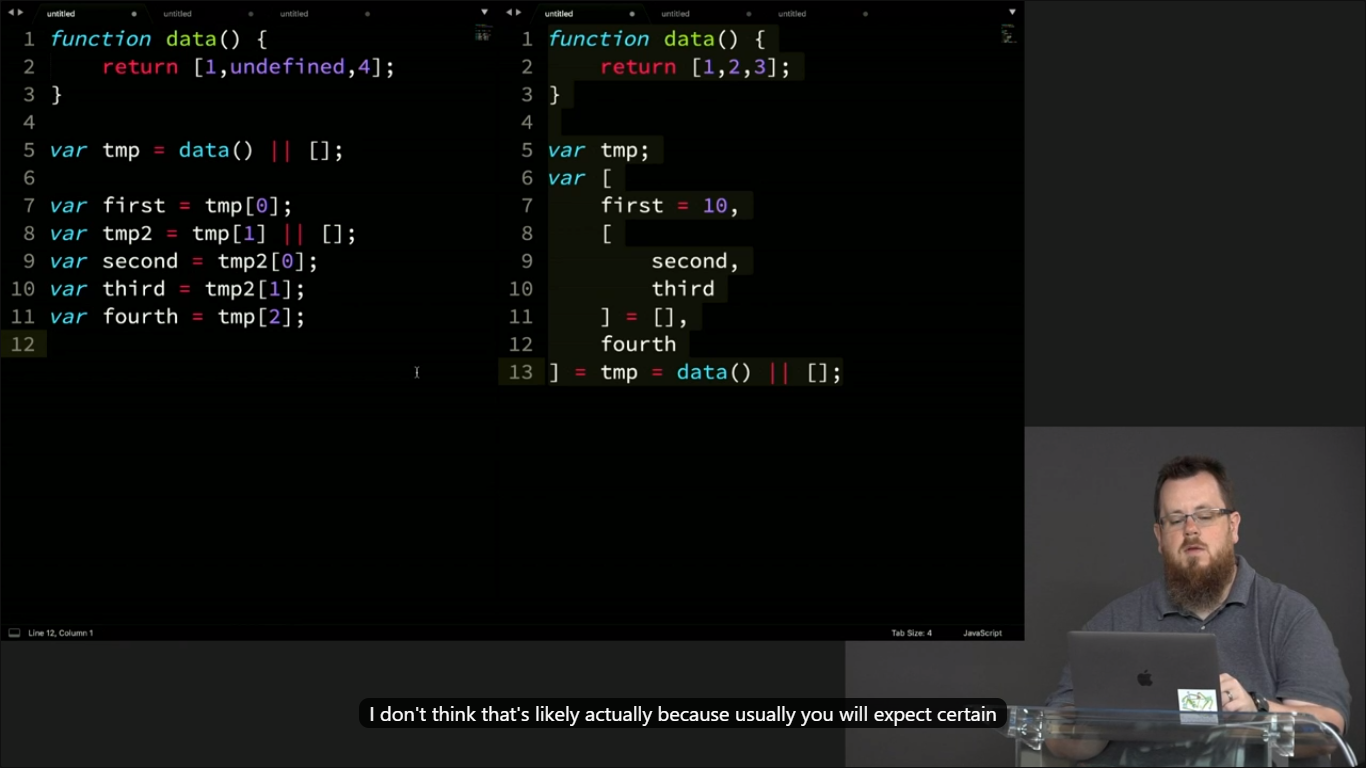 untitled
untitled
untitled
1 function data() {
2     return [1,undefined,4];
3 }
4
5 var tmp = data() || [];
6
7 var first = tmp[0];
8 var tmp2 = tmp[1] || [];
9 var second = tmp2[0];
10 var third = tmp2[1];
11 var fourth = tmp[2];
12
untitled
untitled
untitled
1 function data() {
2     return [1,2,3];
3 }
4
5 var tmp;
6 var [
7     first = 10,
8     [
9         second,
10         third
11     ] = [],
12     fourth
13 ] = tmp = data() || [];
Line 12, Column 1
Tab Size: 4
JavaScript
I don't think that's likely actually because usually you will expect certain